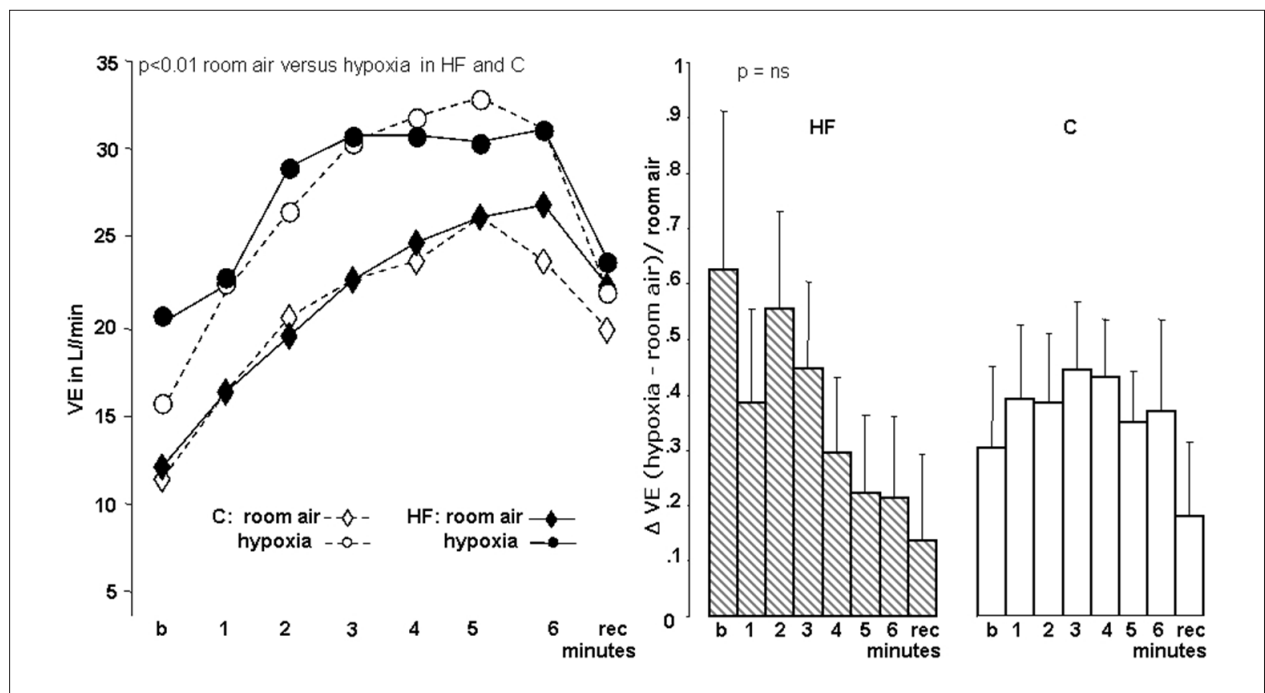 p<0.01 room air versus hypoxia in HF and C
35
30
25
20
15
10
5
VE in L//min
C: room air
hypoxia
HF: room air
hypoxia
b 1 2 3 4 5 6 rec
minutes
p = ns
HF
C
1
.9
.8
.7
.6
.5
.4
.3
.2
.1
0
Δ VE (hypoxia - room air)/ room air
b 1 2 3 4 5 6 rec
minutes
b 1 2 3 4 5 6 rec
minutes